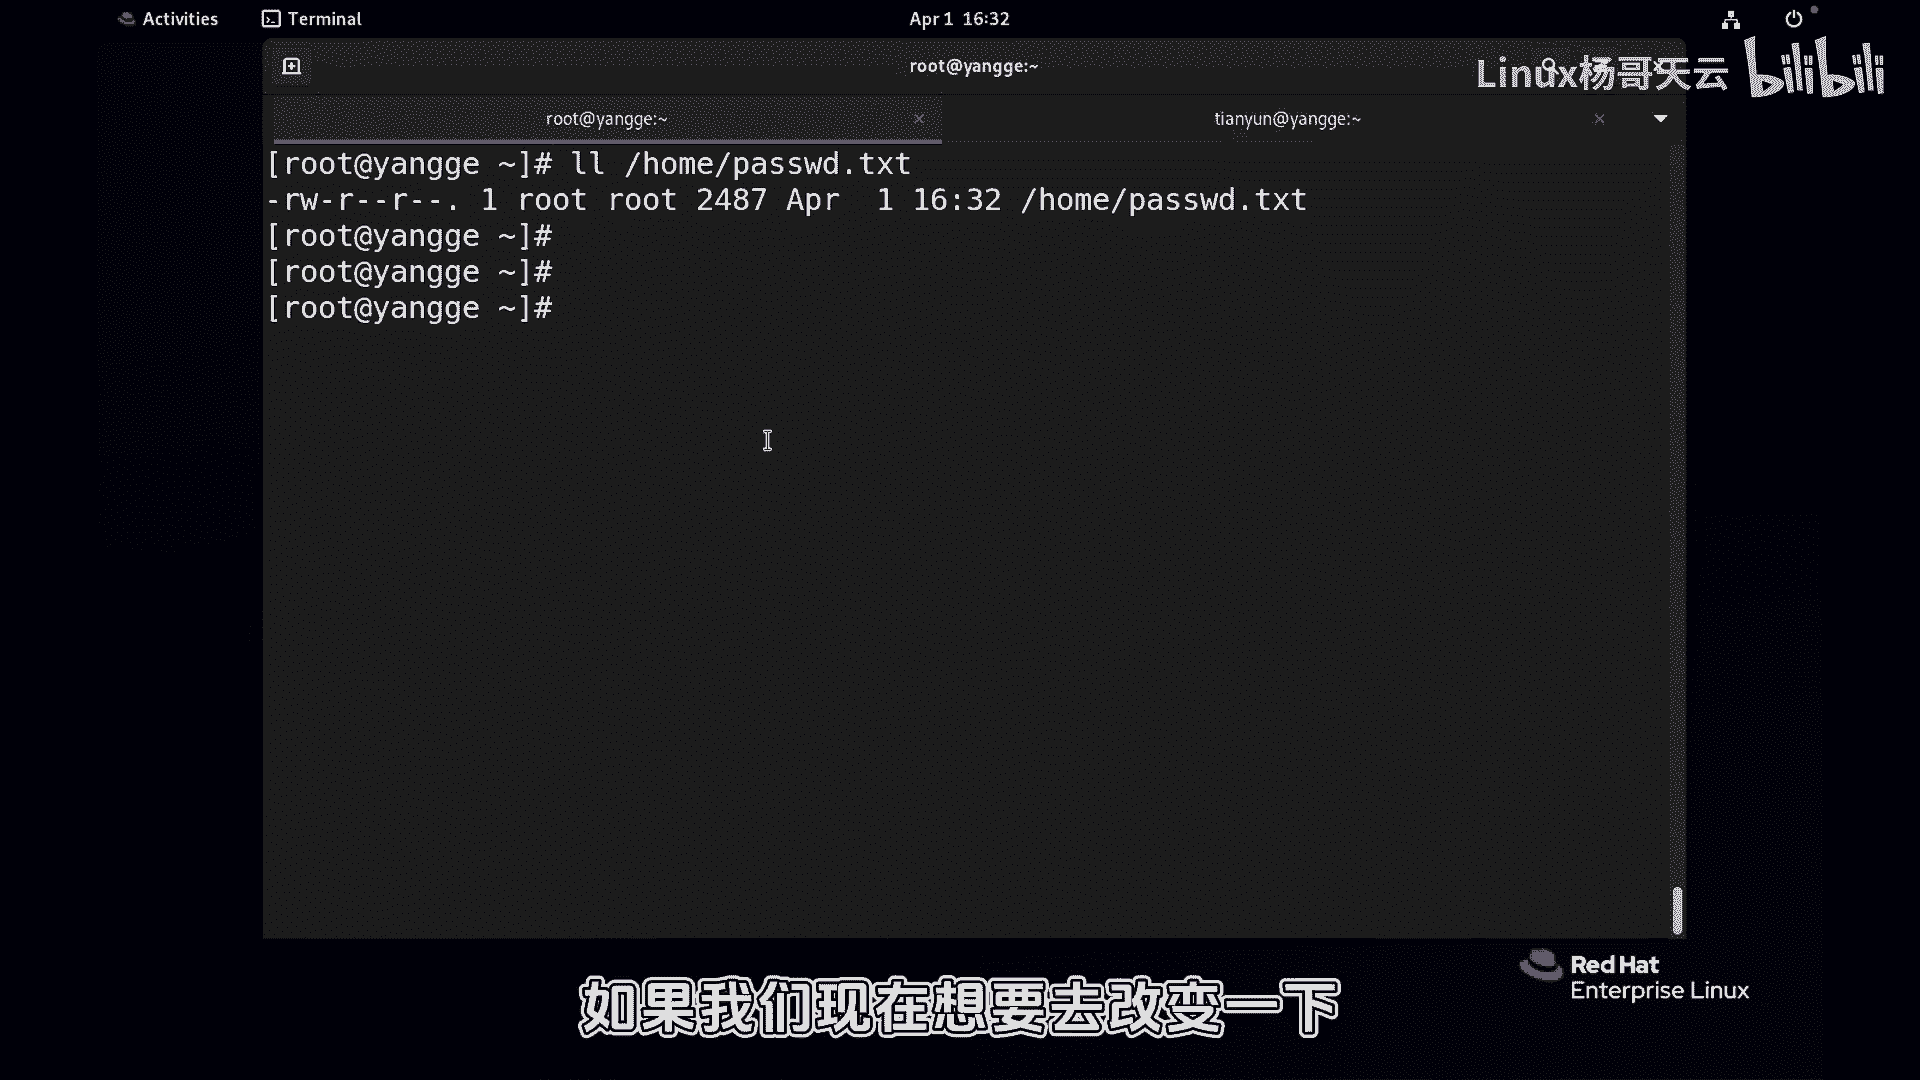 Activities
Terminal
Apr 1 16:32
root@yangge:~
Linux杨哥天云 bilibili
root@yangge:~
tianyun@yangge:~
[root@yangge ~]# ll /home/passwd.txt
-rw-r--r--. 1 root root 2487 Apr  1 16:32 /home/passwd.txt
[root@yangge ~]#
[root@yangge ~]#
[root@yangge ~]#
Red Hat
Enterprise Linux
如果我们现在想要去改变一下